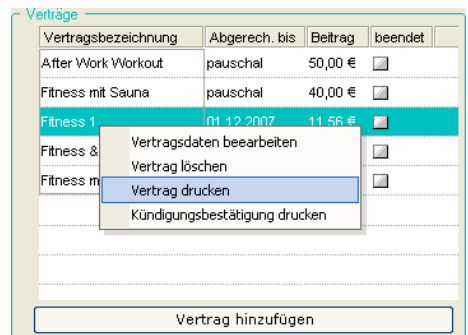 Verträge
Vertragsbezeichnung Abgerech. bis Beitrag beendet
After Work Workout pauschal 50,00 €
Fitness mit Sauna pauschal 40,00 €
Fitness 1 01.12.2007 11,56 €
Fitness &
Vertragsdaten beearbeiten
Vertrag löschen
Fitness
Vertrag drucken
Kündigungsbestätigung drucken
Vertrag hinzufügen